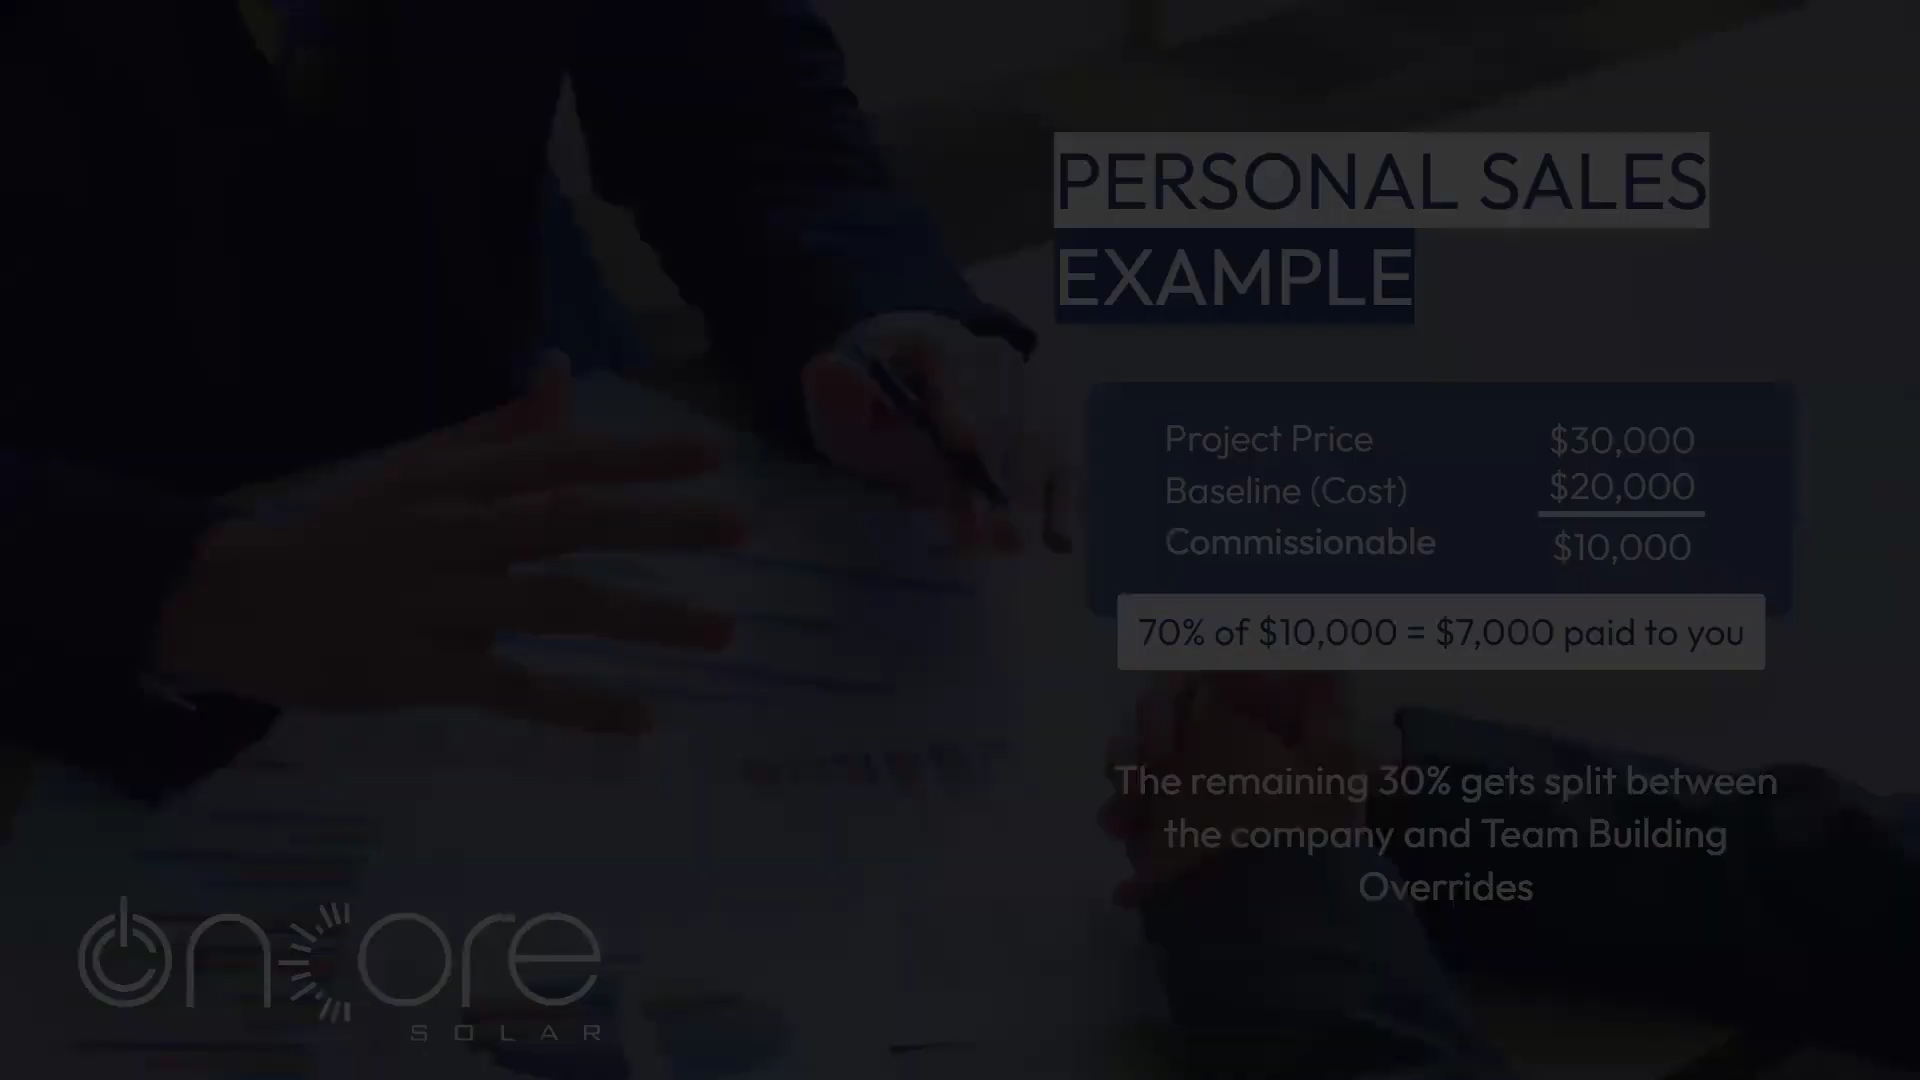 PERSONAL SALES
EXAMPLE
Project Price $30,000
Baseline (Cost) $20,000
Commissionable $10,000
70% of $10,000 = $7,000 paid to you
The remaining 30% gets split between
the company and Team Building
Overrides
oncore
SOLAR